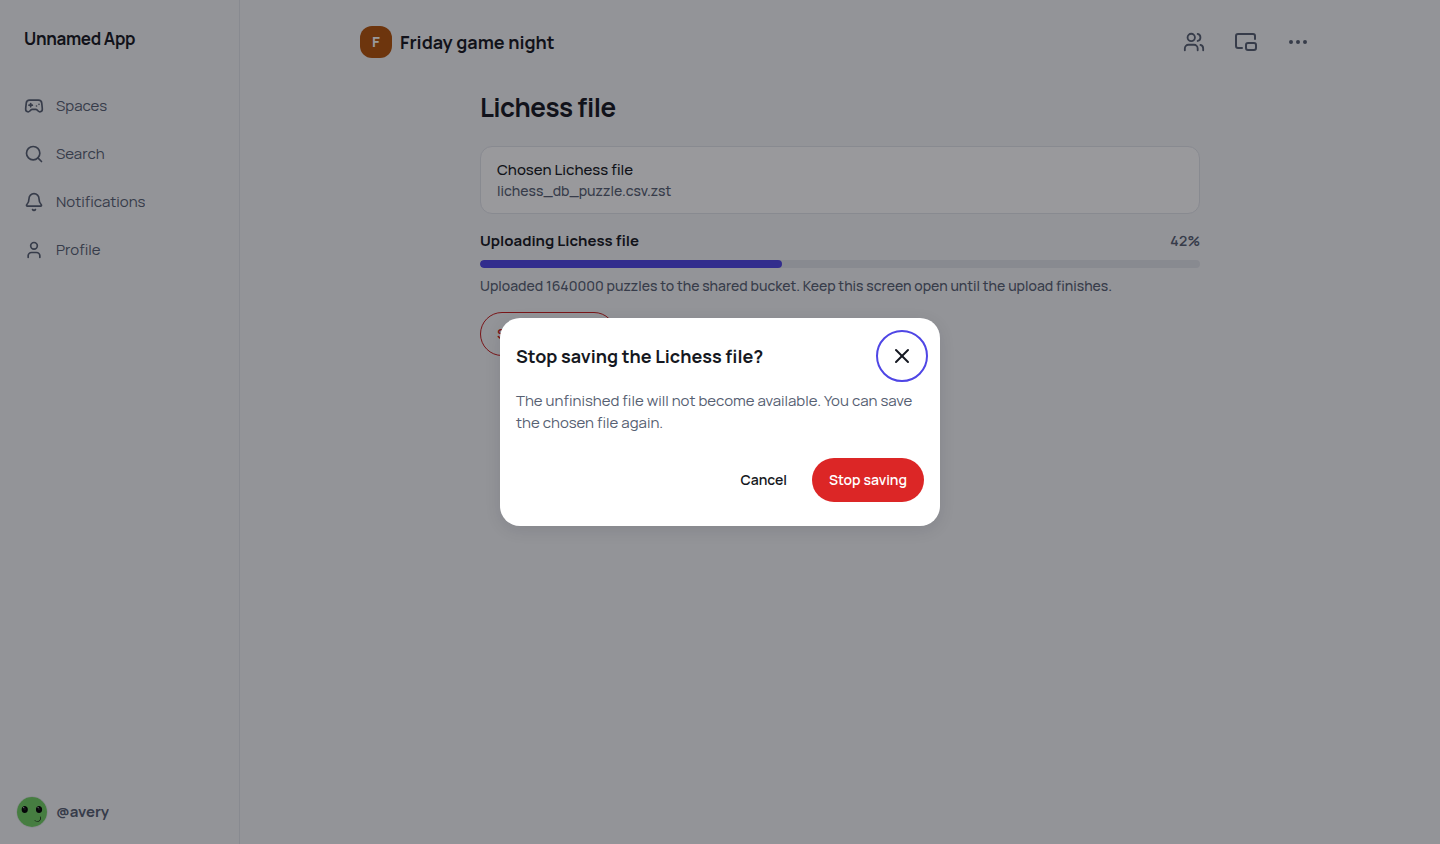 Unnamed App
Spaces
Search
Notifications
Profile
@avery
F
Friday game night
Lichess file
Chosen Lichess file
lichess_db_puzzle.csv.zst
Uploading Lichess file
42%
Uploaded 1640000 puzzles to the shared bucket. Keep this screen open until the upload finishes.
Stop saving the Lichess file?
The unfinished file will not become available. You can save
the chosen file again.
Cancel
Stop saving